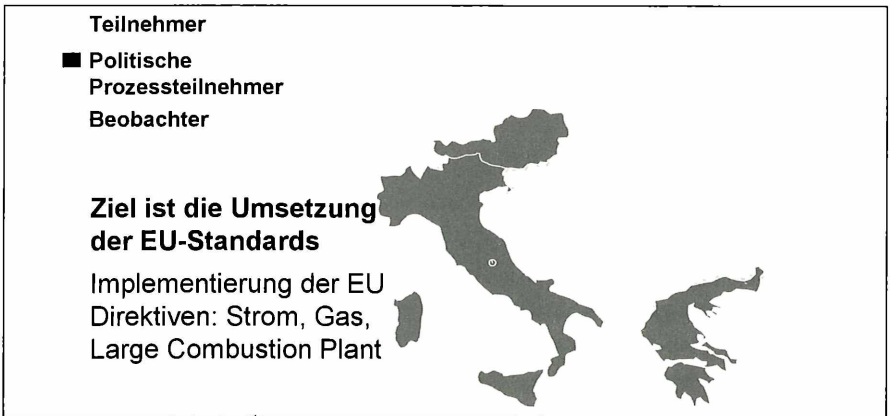 Teilnehmer
Politische
Prozessteilnehmer
Beobachter
Ziel ist die Umsetzung
der EU-Standards
Implementierung der EU
Direktiven: Strom, Gas,
Large Combustion Plant